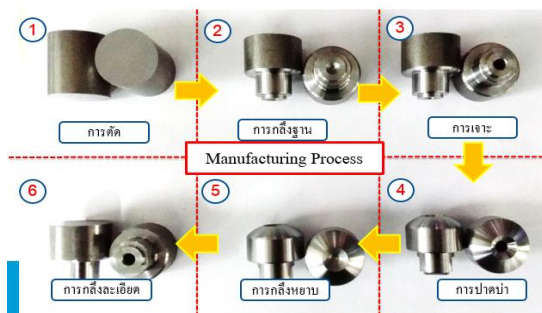 1
การตัด
2
การกลึงฐาน
3
การเจาะ
Manufacturing Process
4
การปาดบ่า
5
การกลึงหยาบ
6
การกลึงละเอียด